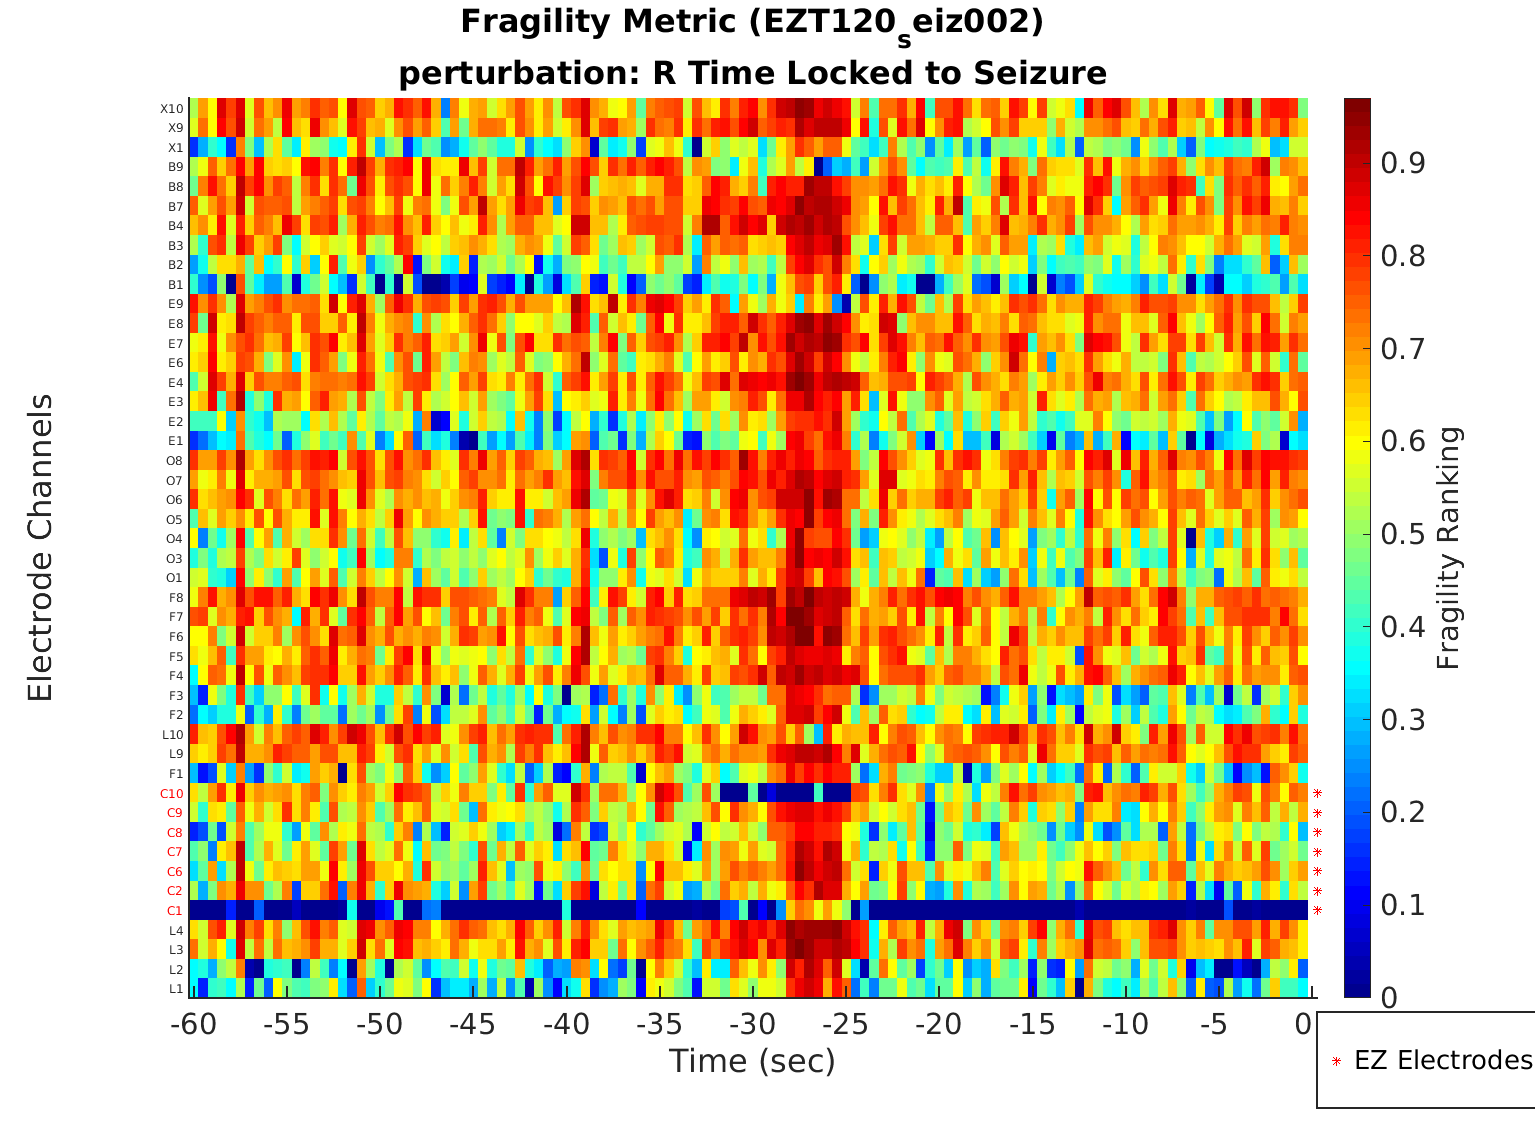 Fragility Metric (EZT120seiz002)
perturbation: R Time Locked to Seizure
Electrode Channels
X10
X9
X1
B9
B8
B7
B4
B3
B2
B1
E9
E8
E7
E6
E4
E3
E2
E1
O8
O7
O6
O5
O4
O3
O1
F8
F7
F6
F5
F4
F3
F2
L10
L9
F1
C10
C9
C8
C7
C6
C2
C1
L4
L3
L2
L1
-60 -55 -50 -45 -40 -35 -30 -25 -20 -15 -10 -5 0
Time (sec)
0.9
0.8
0.7
0.6
0.5
0.4
0.3
0.2
0.1
0
Fragility Ranking
* EZ Electrodes